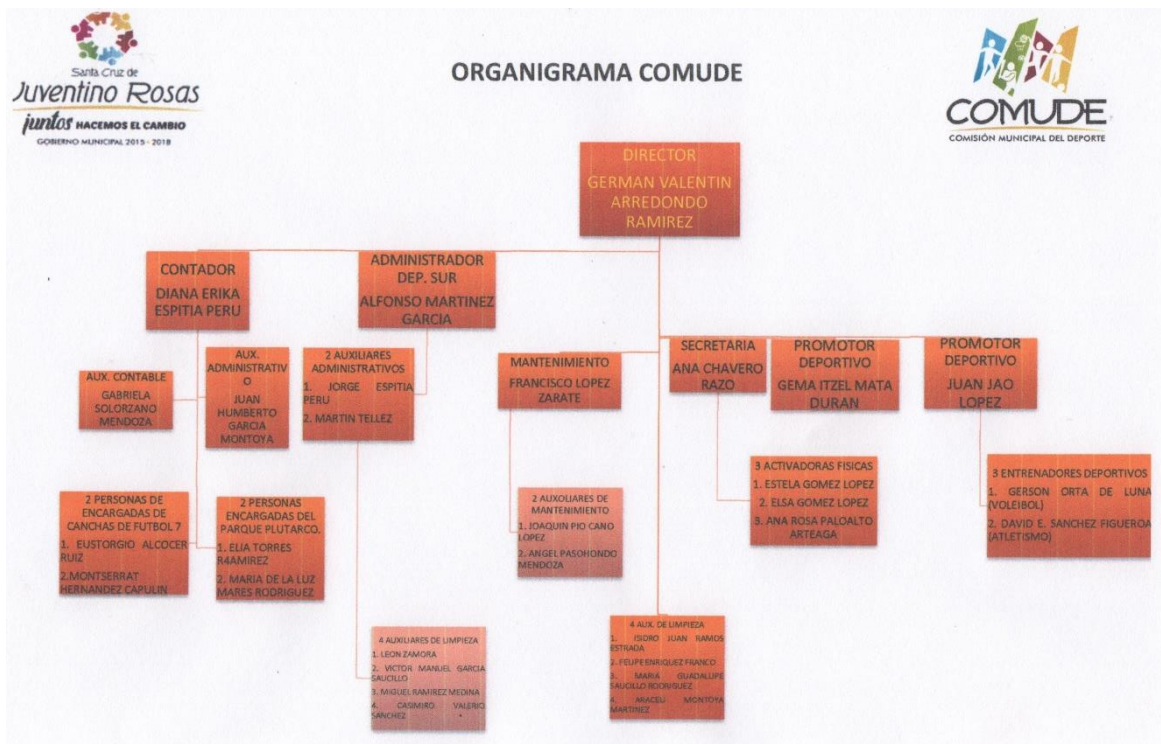 Santa Cruz de
Juventino Rosas
juntos HACEMOS EL CAMBIO
GOBIERNO MUNICIPAL 2015 - 2018
ORGANIGRAMA COMUDE
COMUDE
COMISIÓN MUNICIPAL DEL DEPORTE
DIRECTOR
GERMAN VALENTIN
ARREDONDO
RAMIREZ
CONTADOR
DIANA ERIKA
ESPITIA PERU
ADMINISTRADOR
DEP. SUR
ALFONSO MARTINEZ
GARCIA
AUX. CONTABLE
GABRIELA
SOLORZANO
MENDOZA
AUX.
ADMINISTRATIV
O
JUAN
HUMBERTO
GARCIA
MONTOYA
2 AUXILIARES
ADMINISTRATIVOS
1. JORGE ESPITIA
PERU
2. MARTIN TELLEZ
MANTENIMIENTO
FRANCISCO LOPEZ
ZARATE
SECRETARIA
ANA CHAVERO
RAZO
PROMOTOR
DEPORTIVO
GEMA ITZEL MATA
DURAN
PROMOTOR
DEPORTIVO
JUAN JAO
LOPEZ
2 PERSONAS DE
ENCARGADAS DE
CANCHAS DE FUTBOL 7
1. EUSTORGIO ALCOCER
RUIZ
2.MONTSERRAT
HERNANDEZ CAPULIN
2 PERSONAS
ENCARGADAS DEL
PARQUE PLUTARCO.
1. ELIA TORRES
R4AMIREZ
2. MARIA DE LA LUZ
MARES RODRIGUEZ
2 AUXOLIARES DE
MANTENIMIENTO
1. JOAQUIN PIO CANO
LOPEZ
2. ANGEL PASOHONDO
MENDOZA
3 ACTIVADORAS FISICAS
1. ESTELA GOMEZ LOPEZ
2. ELSA GOMEZ LOPEZ
3. ANA ROSA PALOALTO
ARTEAGA
3 ENTRENADORES DEPORTIVOS
1. GERSON ORTA DE LUNA
(VOLEIBOL)
2. DAVID E. SANCHEZ FIGUEROA
(ATLETISMO)
4 AUXILIARES DE LIMPIEZA
1. LEON ZAMORA
2. VICTOR MANUEL GARCIA
SAUCILLO
3. MIGUEL RAMIREZ MEDINA
4. CASIMIRO VALERIO
SANCHEZ
4 AUX. DE LIMPIEZA
1. ISIDRO JUAN RAMOS
ESTRADA
2. FELIPE ENRIQUEZ FRANCO
3. MARIA GUADALUPE
SAUCILLO RODRIGUEZ
4. ARACELI MONTOYA
MARTINEZ